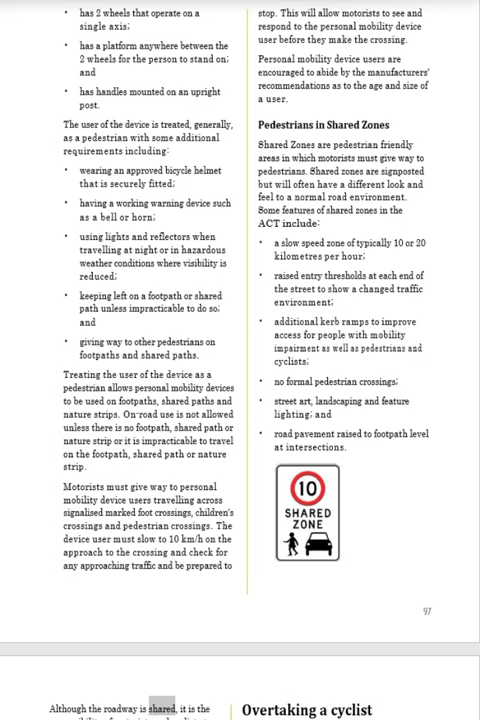 has 2 wheels that operate on a
single axis;
has a platform anywhere between the
2 wheels for the person to stand on;
and
has handles mounted on an upright
post.
The user of the device is treated, generally,
as a pedestrian with some additional
requirements including:
wearing an approved bicycle helmet
that is securely fitted;
having a working warning device such
as a bell or horn;
using lights and reflectors when
travelling at night or in hazardous
weather conditions where visibility is
reduced;
keeping left on a footpath or shared
path unless impracticable to do so;
and
giving way to other pedestrians on
footpaths and shared paths.
Treating the user of the device as a
pedestrian allows personal mobility devices
to be used on footpaths, shared paths and
nature strips. On-road use is not allowed
unless there is no footpath, shared path or
nature strip or it is impracticable to travel
on the footpath, shared path or nature
strip.
Motorists must give way to personal
mobility device users travelling across
signalised marked foot crossings, children's
crossings and pedestrian crossings. The
device user must slow to 10 km/h on the
approach to the crossing and check for
any approaching traffic and be prepared to
stop. This will allow motorists to see and
respond to the personal mobility device
user before they make the crossing.
Personal mobility device users are
encouraged to abide by the manufacturers'
recommendations as to the age and size of
a user.
Pedestrians in Shared Zones
Shared Zones are pedestrian friendly
areas in which motorists must give way to
pedestrians. Shared zones are signposted
but will often have a different look and
feel to a normal road environment.
Some features of shared zones in the
ACT include:
a slow speed zone of typically 10 or 20
kilometres per hour;
raised entry thresholds at each end of
the street to show a changed traffic
environment;
additional kerb ramps to improve
access for people with mobility
impairment as well as pedestrians and
cyclists;
no formal pedestrian crossings;
street art, landscaping and feature
lighting; and
road pavement raised to footpath level
at intersections.
10
SHARED
ZONE
97
Although the roadway is shared, it is the
Overtaking a cyclist